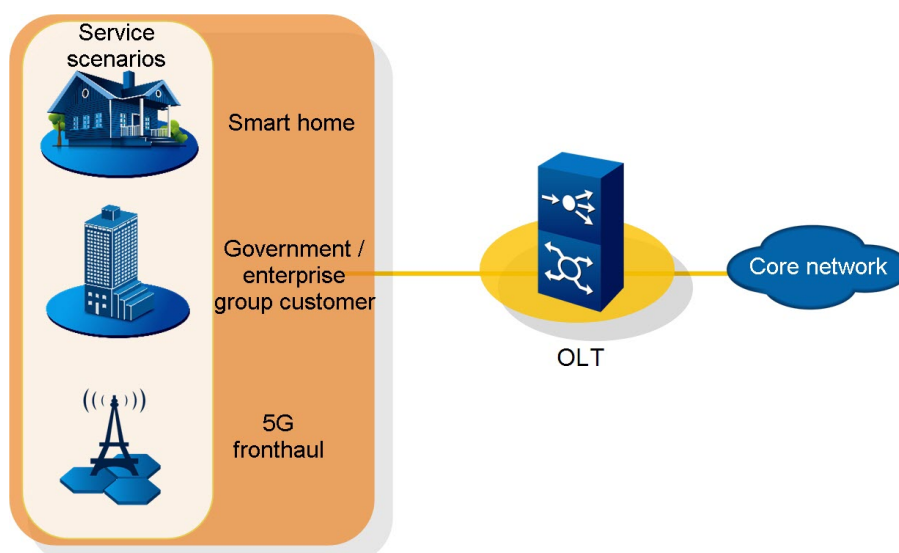 Service
scenarios
Smart home
Government /
enterprise
group customer
5G
fronthaul
OLT
Core network